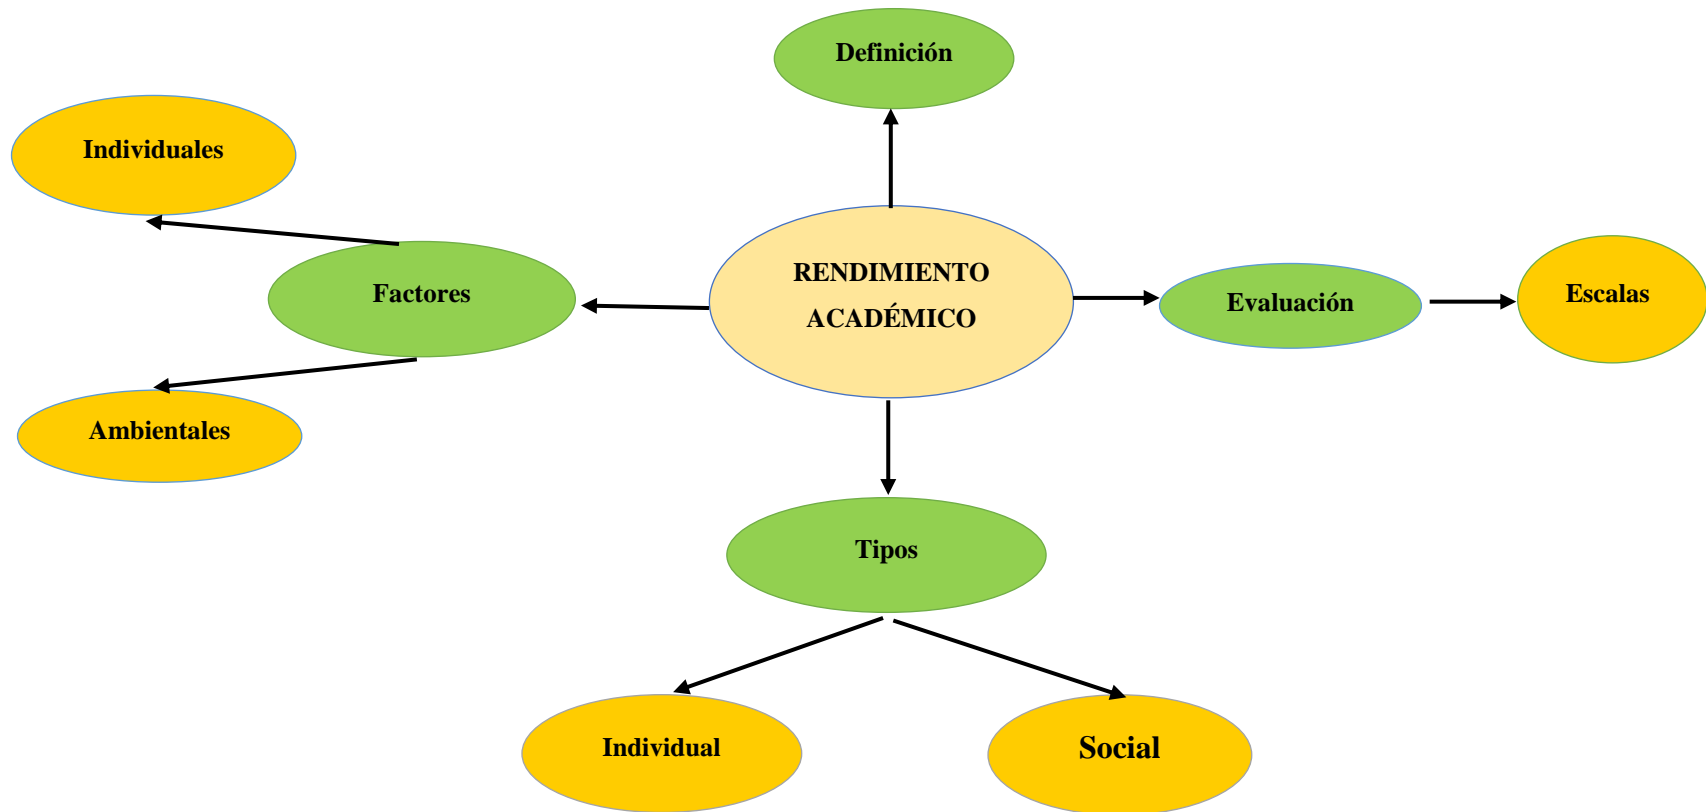 Definición
Individuales
RENDIMIENTO
ACADÉMICO
Factores
Evaluación
Escalas
Ambientales
Tipos
Individual
Social